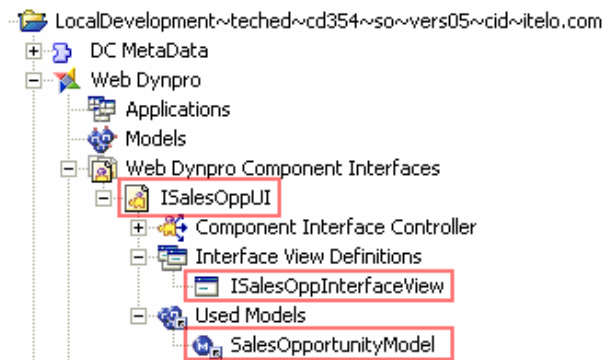 LocalDevelopment~teched~cd354~so~vers05~cid~itelo.com
DC MetaData
Web Dynpro
Applications
Models
Web Dynpro Component Interfaces
ISalesOppUI
Component Interface Controller
Interface View Definitions
ISalesOppInterfaceView
Used Models
SalesOpportunityModel